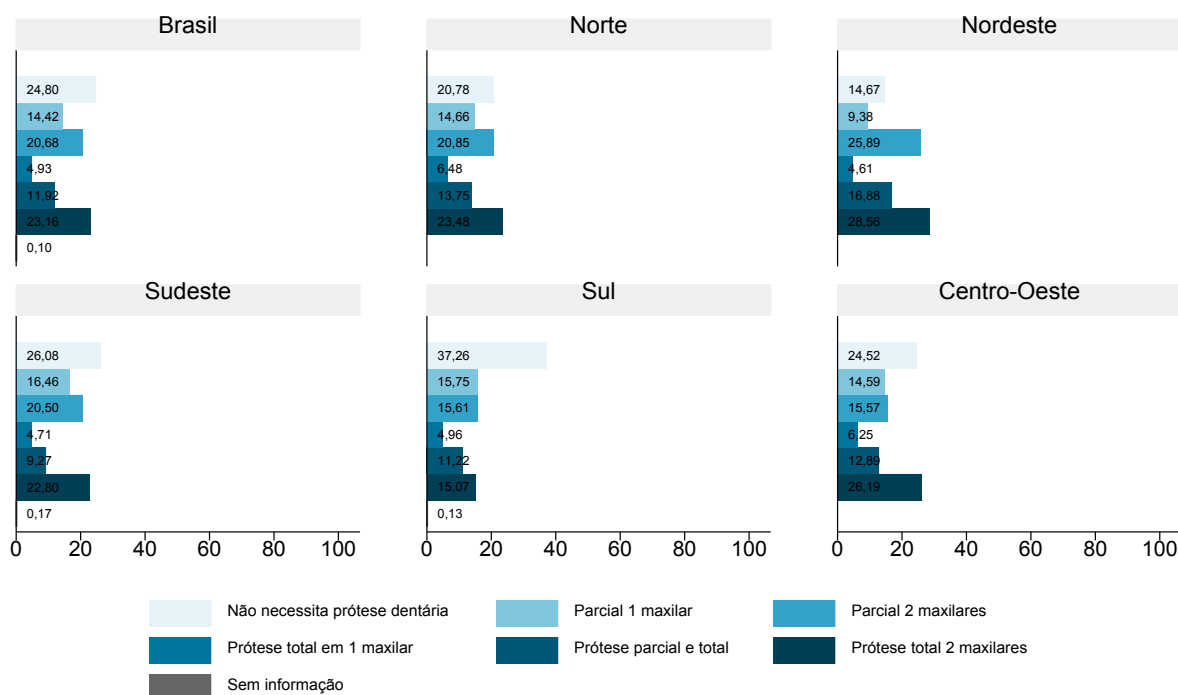 Brasil
24,80
14,42
20,68
4,93
11,92
23,16
0,10
Norte
20,78
14,66
20,85
6,48
13,75
23,48
Nordeste
14,67
9,38
25,89
4,61
16,88
28,56
Sudeste
26,08
16,46
20,50
4,71
9,27
22,80
0,17
0 20 40 60 80 100
Sul
37,26
15,75
15,61
4,96
11,22
15,07
0,13
0 20 40 60 80 100
Centro-Oeste
24,52
14,59
15,57
6,25
12,89
26,19
0 20 40 60 80 100
Não necessita prótese dentária
Parcial 1 maxilar
Parcial 2 maxilares
Prótese total em 1 maxilar
Prótese parcial e total
Prótese total 2 maxilares
Sem informação